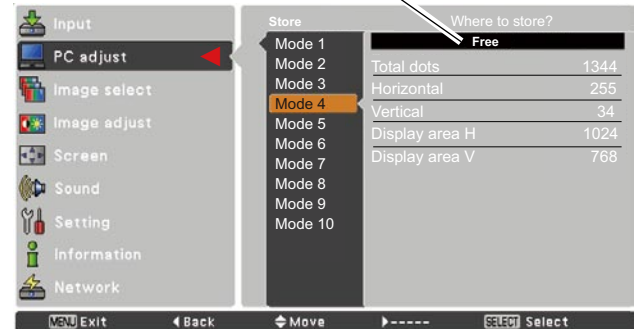 Input
PC adjust
Image select
Image adjust
Screen
Sound
Setting
Information
Network
Store
Mode 1
Mode 2
Mode 3
Mode 4
Mode 5
Mode 6
Mode 7
Mode 8
Mode 9
Mode 10
Where to store?
Free
Total dots 1344
Horizontal 255
Vertical 34
Display area H 1024
Display area V 768
MENU Exit Back Move ----- SELECT Select